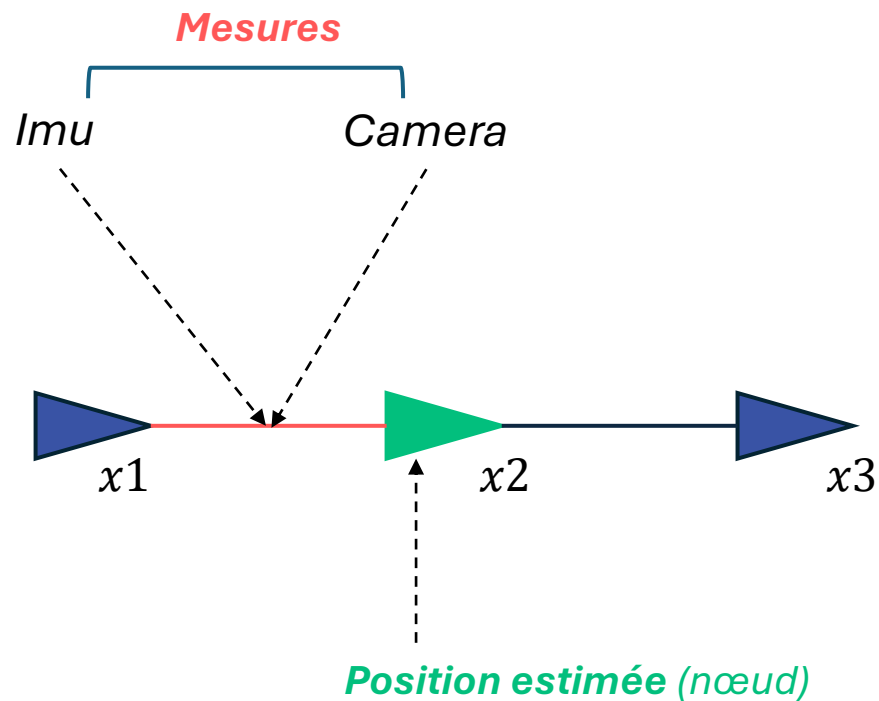 Mesures
Imu
Camera
x1
x2
x3
Position estimée (nœud)